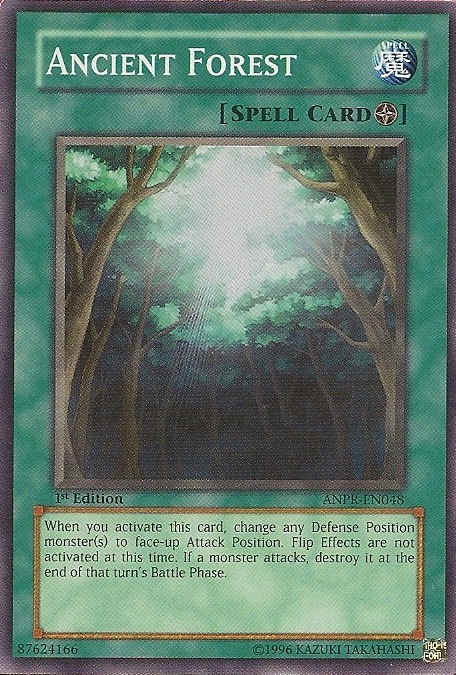 ANCIENT FOREST
SPELL
魔
[SPELL CARD]
1st Edition
ANPR-EN048
When you activate this card, change any Defense Position
monster(s) to face-up Attack Position. Flip Effects are not
activated at this time. If a monster attacks, destroy it at the
end of that turn's Battle Phase.
87624166
©1996 KAZUKI TAKAHASHI